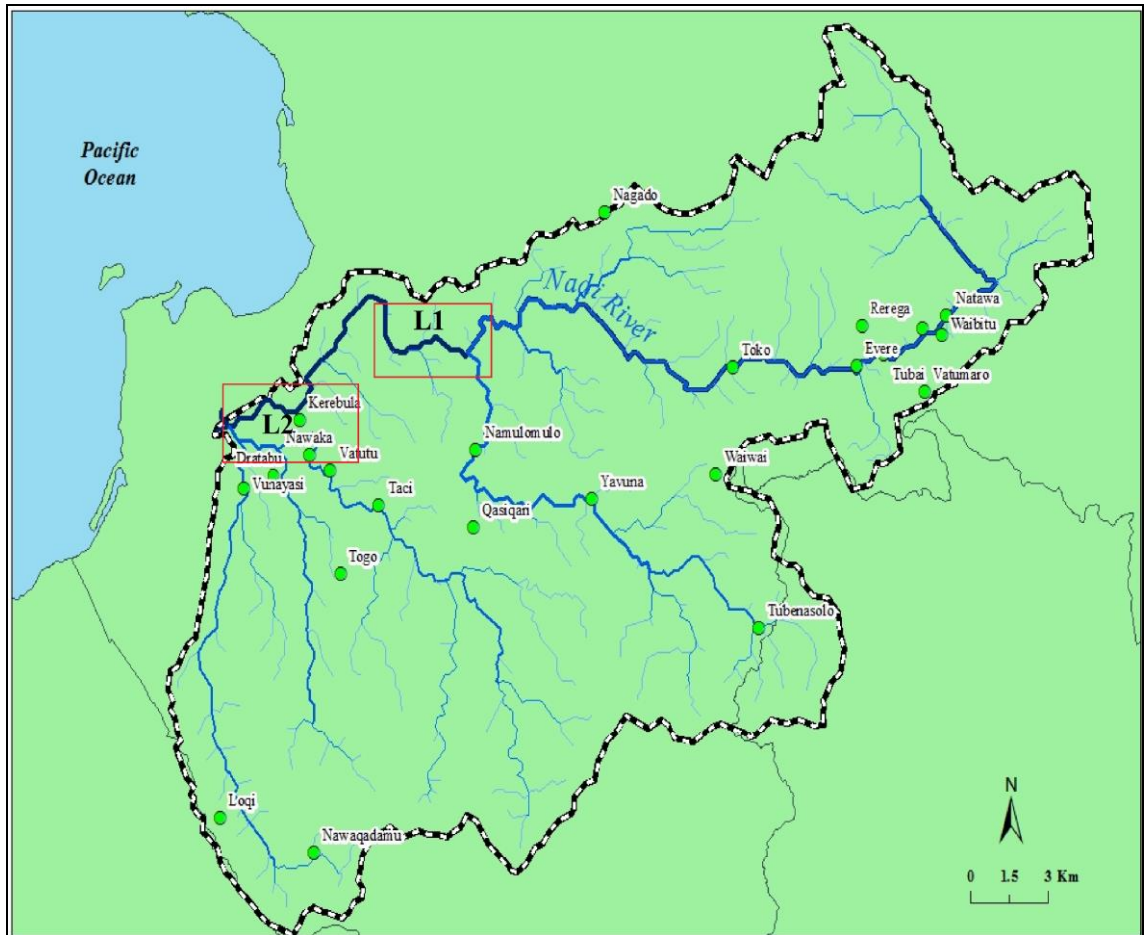 Pacific
Ocean
Nagado
Nadi River
L1
Natawa
Rerega
Waibitu
Toko
Evere
Tubai
Vatumaro
Kerebula
L2
Nawaka
Namulomulo
Dratabu
Vatutu
Waiwai
Vunayasi
Taci
Yavuna
Qasiqari
Togo
Tubenasolo
N
Loqi
Nawaqadamu
0 1.5 3 Km